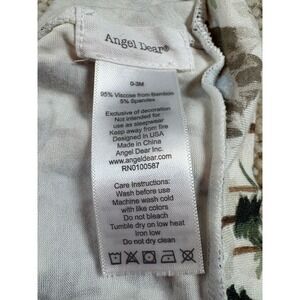 Angel Dear®
0-3M
95% Viscose from Bamboo
5% Spandex
Exclusive of decoration
Not intended for
use as sleepwear
Keep away from fire
Designed in USA
Made in China
Angel Dear Inc.
www.angeldear.com
RN0100587
Care Instructions:
Wash before use
Machine wash cold
with like colors
Do not bleach
Tumble dry on low heat
Iron low
Do not dry clean